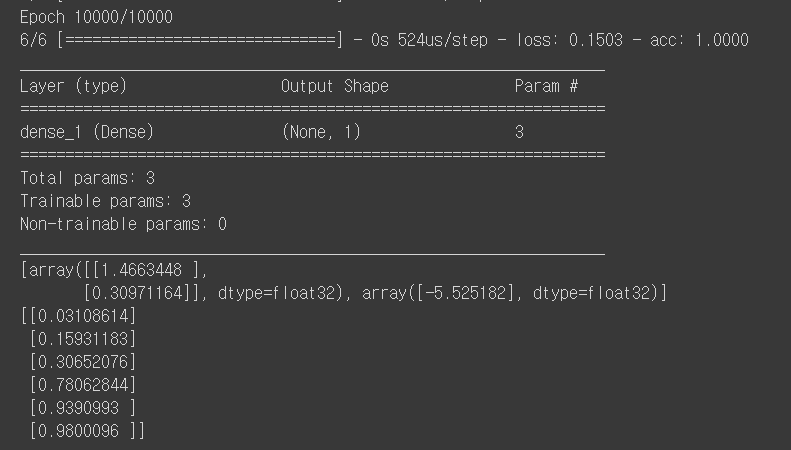 Epoch 10000/10000
6/6 [==============================] - 0s 524us/step - loss: 0.1503 - acc: 1.0000
_________________________________________________________________
Layer (type)                 Output Shape              Param #
=================================================================
dense_1 (Dense)              (None, 1)                 3
=================================================================
Total params: 3
Trainable params: 3
Non-trainable params: 0
_________________________________________________________________
[array([[1.4663448 ],
       [0.30971164]], dtype=float32), array([-5.525182], dtype=float32)]
[[0.03108614]
 [0.15931183]
 [0.30652076]
 [0.78062844]
 [0.9390993 ]
 [0.9800096 ]]